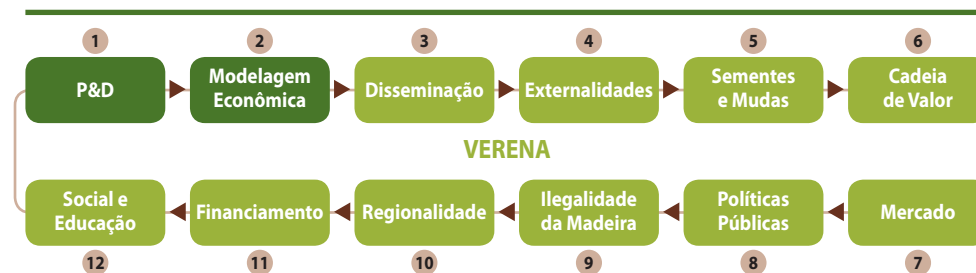 1
2
3
4
5
6
P&D
Modelagem
Econômica
Disseminação
Externalidades
Sementes
e Mudas
Cadeia
de Valor
VERENA
Social e
Educação
Financiamento
Regionalidade
Ilegalidade
da Madeira
Políticas
Públicas
Mercado
12
11
10
9
8
7